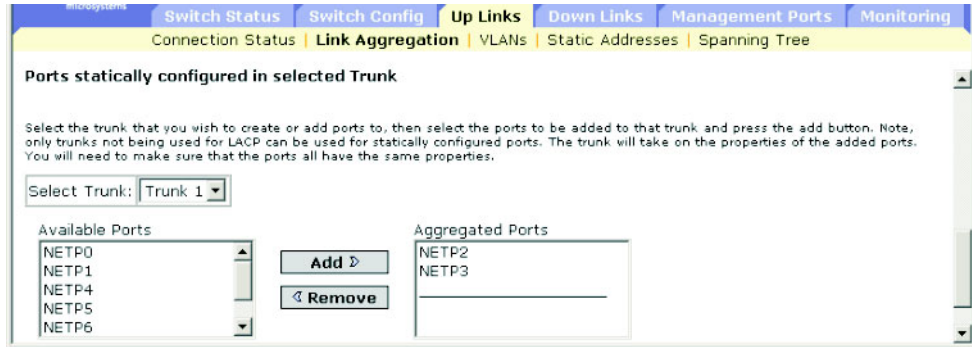 microsystems
Switch Status Switch Config Up Links Down Links Management Ports Monitoring
Connection Status | Link Aggregation | VLANs | Static Addresses | Spanning Tree
Ports statically configured in selected Trunk
Select the trunk that you wish to create or add ports to, then select the ports to be added to that trunk and press the add button. Note,
only trunks not being used for LACP can be used for statically configured ports. The trunk will take on the properties of the added ports.
You will need to make sure that the ports all have the same properties.
Select Trunk: Trunk 1
Available Ports
NETP0
NETP1
NETP4
NETP5
NETP6
Add
Remove
Aggregated Ports
NETP2
NETP3